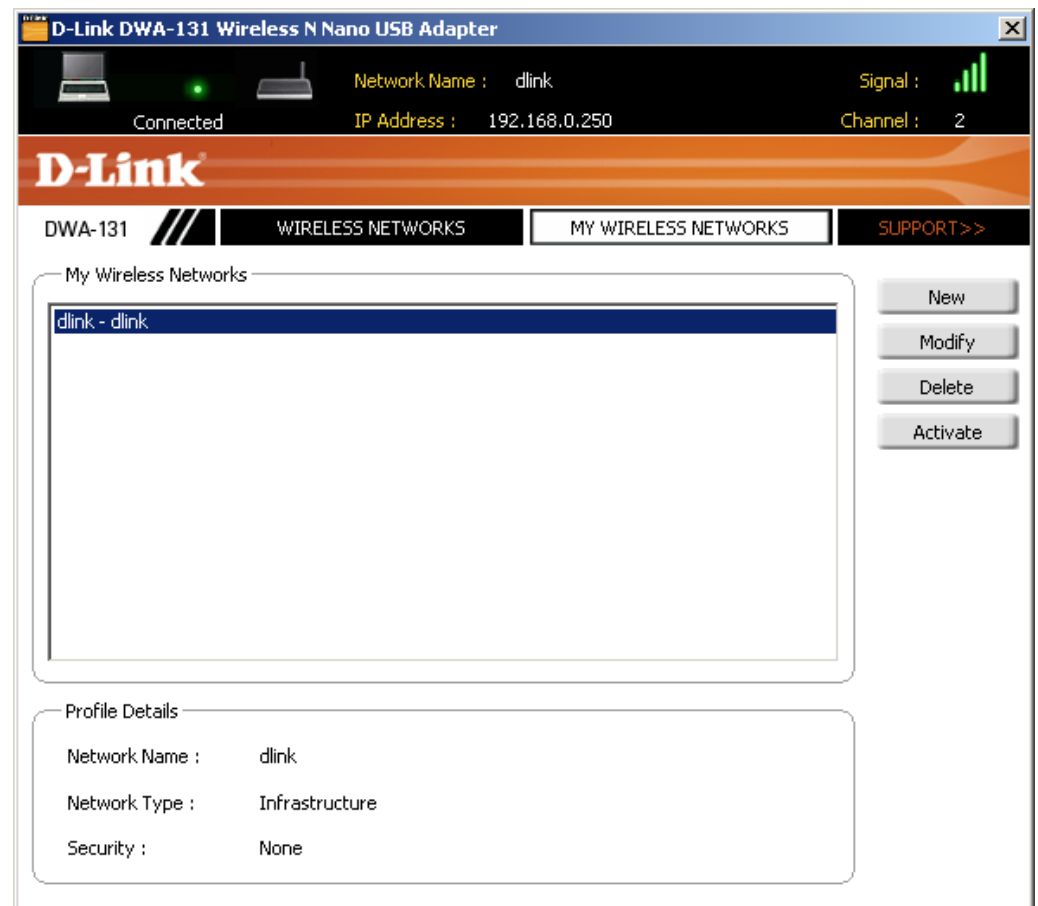 D-Link DWA-131 Wireless N Nano USB Adapter
Network Name : dlink Signal :
Connected IP Address : 192.168.0.250 Channel : 2
D-Link
DWA-131 WIRELESS NETWORKS MY WIRELESS NETWORKS SUPPORT>>
My Wireless Networks
dlink - dlink
New
Modify
Delete
Activate
Profile Details
Network Name : dlink
Network Type : Infrastructure
Security : None